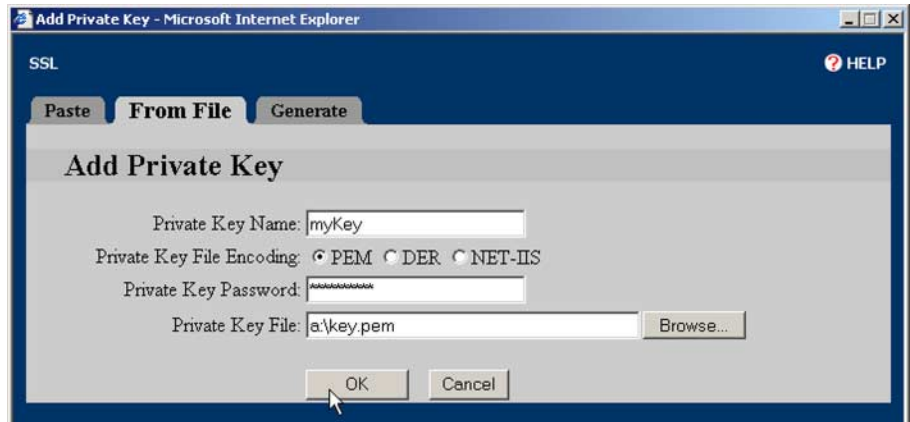 Add Private Key - Microsoft Internet Explorer
SSL
? HELP
Paste From File Generate
Add Private Key
Private Key Name: myKey
Private Key File Encoding: PEM DER NET-IIS
Private Key Password: **********
Private Key File: a:\key.pem Browse...
OK Cancel